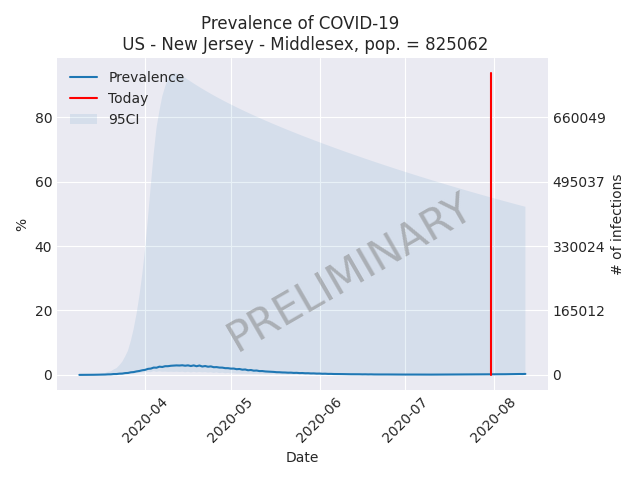 Prevalence of COVID-19
US - New Jersey - Middlesex, pop. = 825062
Prevalence
Today
95CI
80
60
40
20
0
%
660049
495037
330024
165012
0
# of infections
PRELIMINARY
2020-04
2020-05
2020-06
2020-07
2020-08
Date